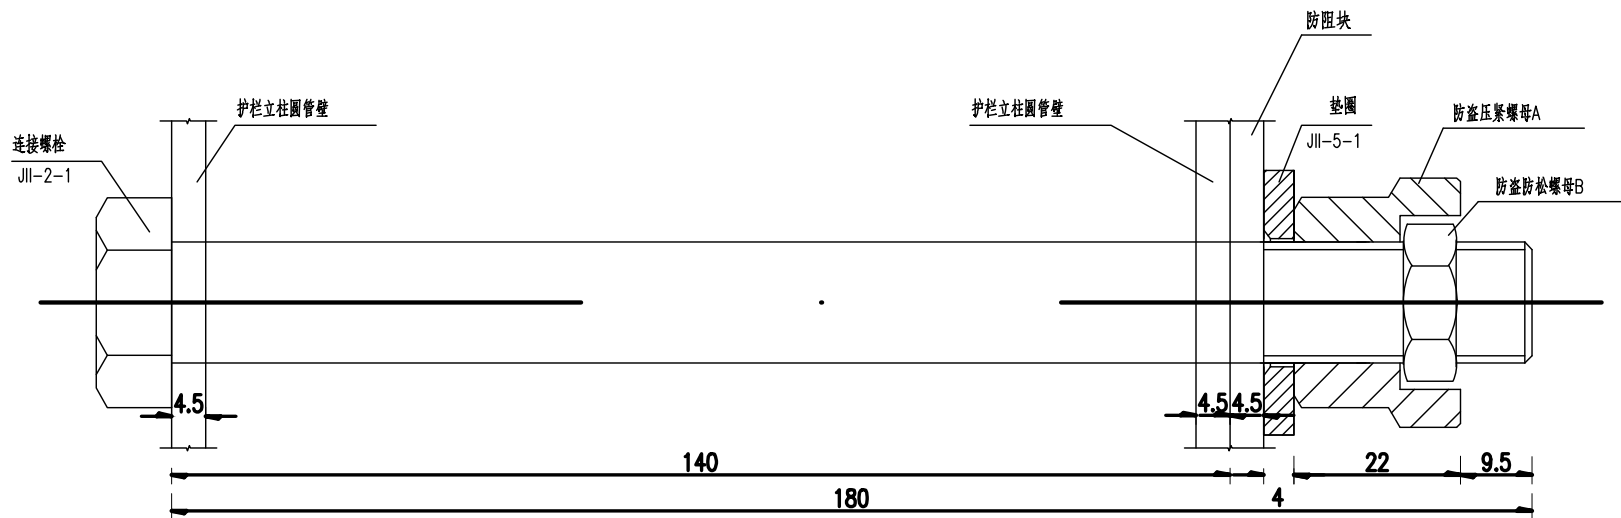 防阻块
护栏立柱圆管壁
护栏立柱圆管壁
垫圈
JII-5-1
防盗压紧螺母A
连接螺栓
JII-2-1
防盗防松螺母B
4.5
4.5
4.5
140
22
9.5
180
4